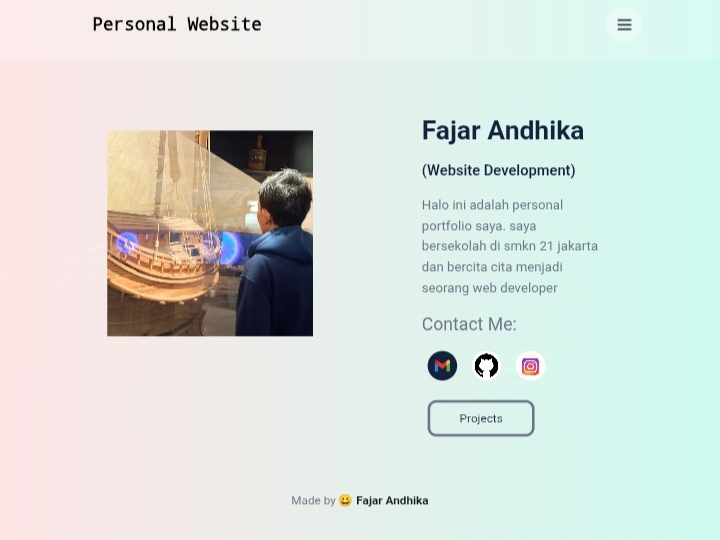 Personal Website
Fajar Andhika
(Website Development)
Halo ini adalah personal
portfolio saya. saya
bersekolah di smkn 21 jakarta
dan bercita cita menjadi
seorang web developer
Contact Me:
Projects
Made by 😀 Fajar Andhika